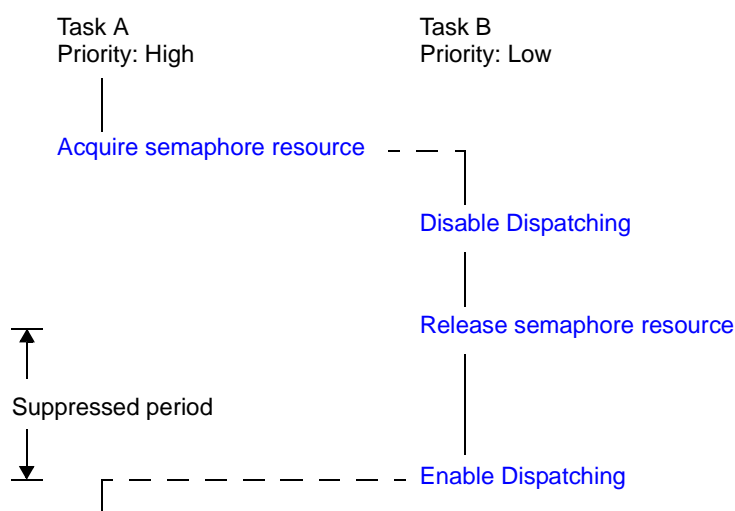 Task A
Priority: High
Task B
Priority: Low
Acquire semaphore resource
Disable Dispatching
Release semaphore resource
Suppressed period
Enable Dispatching